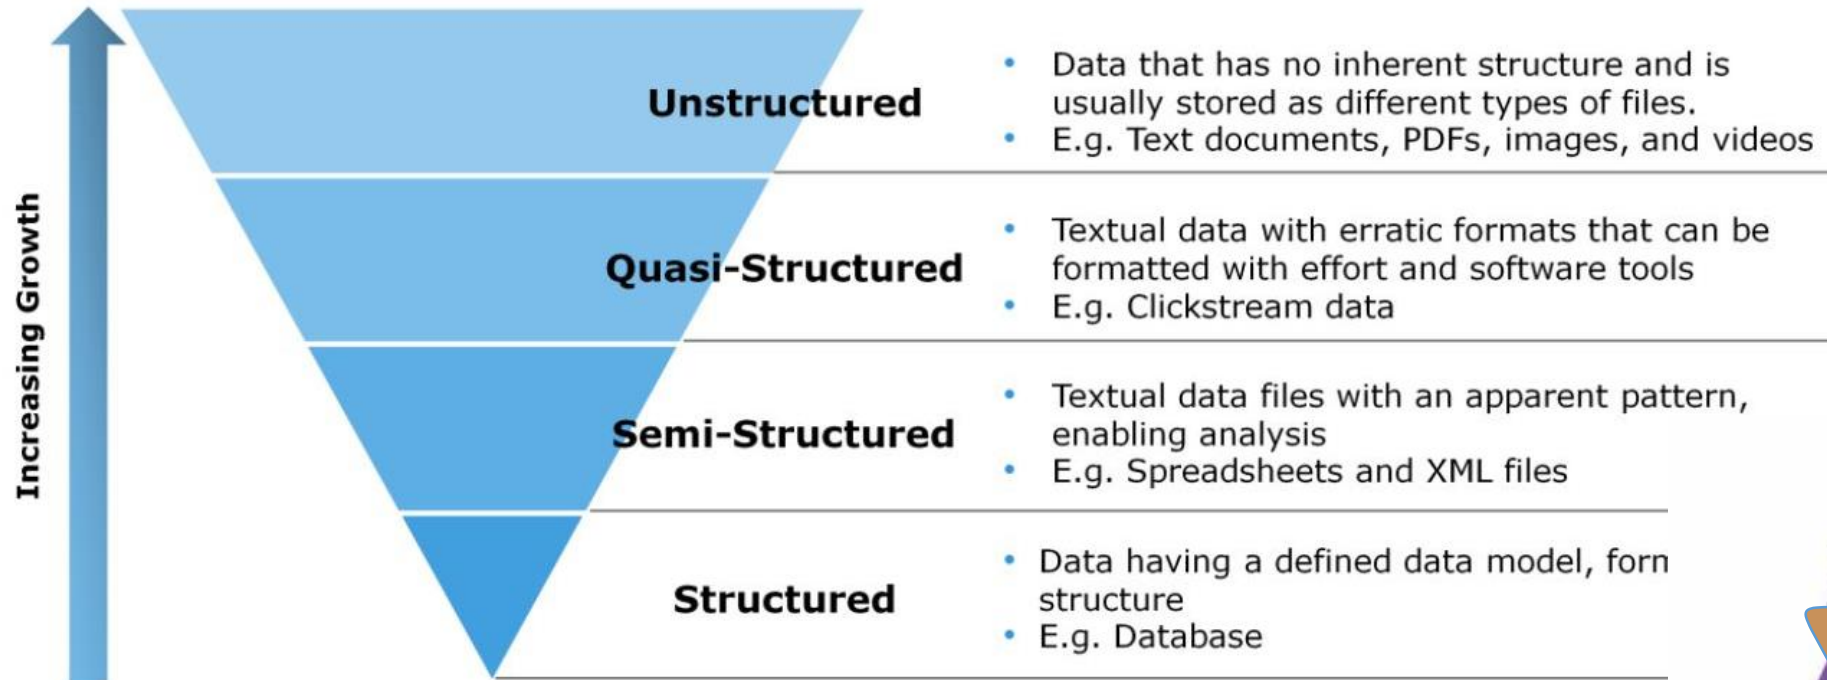 Increasing Growth
Unstructured
• Data that has no inherent structure and is
usually stored as different types of files.
• E.g. Text documents, PDFs, images, and videos
Quasi-Structured
• Textual data with erratic formats that can be
formatted with effort and software tools
• E.g. Clickstream data
Semi-Structured
• Textual data files with an apparent pattern,
enabling analysis
• E.g. Spreadsheets and XML files
Structured
• Data having a defined data model,
structure
• E.g. Database